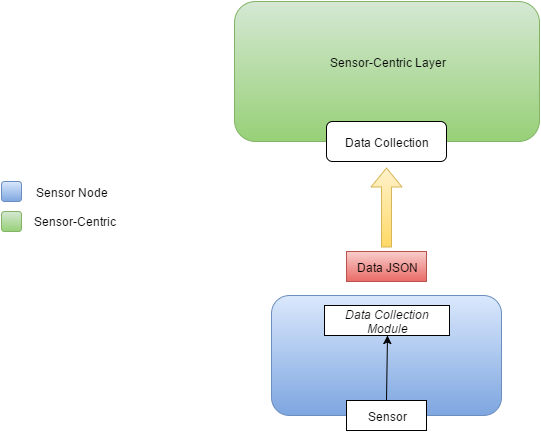 Sensor-Centric Layer
Data Collection
Sensor Node
Sensor-Centric
Data JSON
Data Collection
Module
Sensor